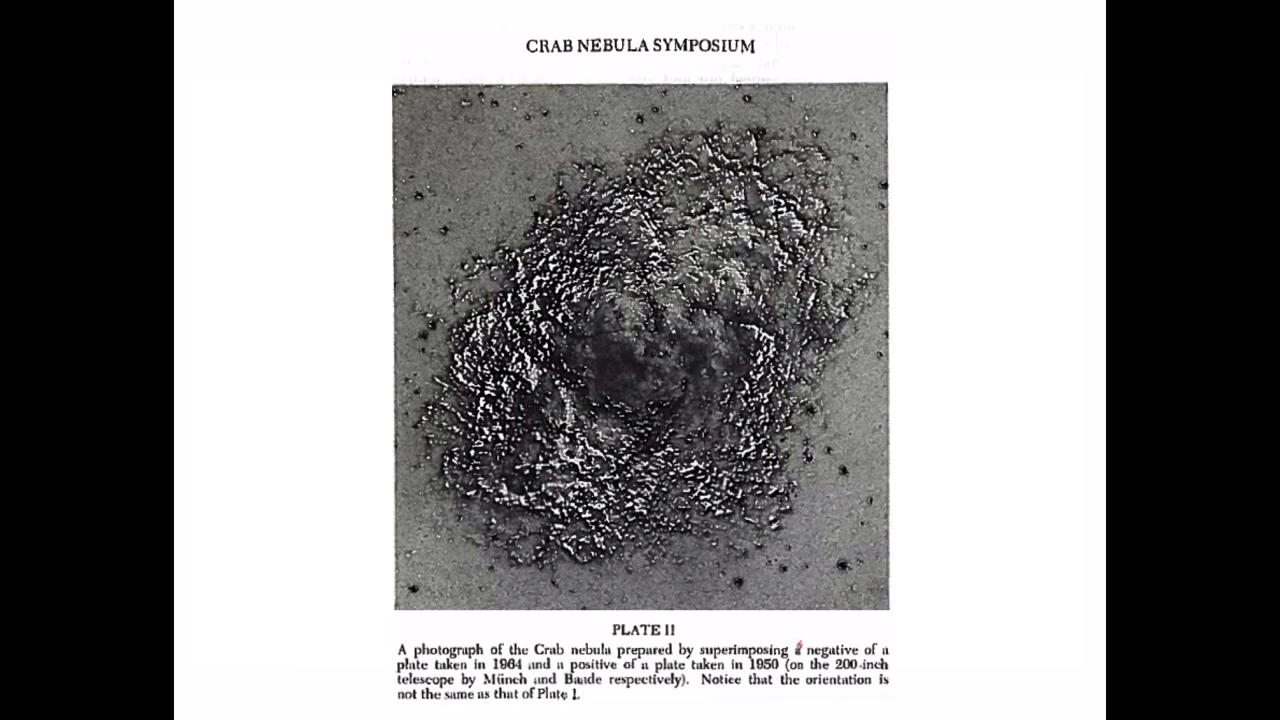 CRAB NEBULA SYMPOSIUM
PLATE II
A photograph of the Crab nebula prepared by superimposing a negative of a
plate taken in 1964 and a positive of a plate taken in 1950 (on the 200-inch
telescope by Münch and Baade respectively). Notice that the orientation is
not the same as that of Plate I.